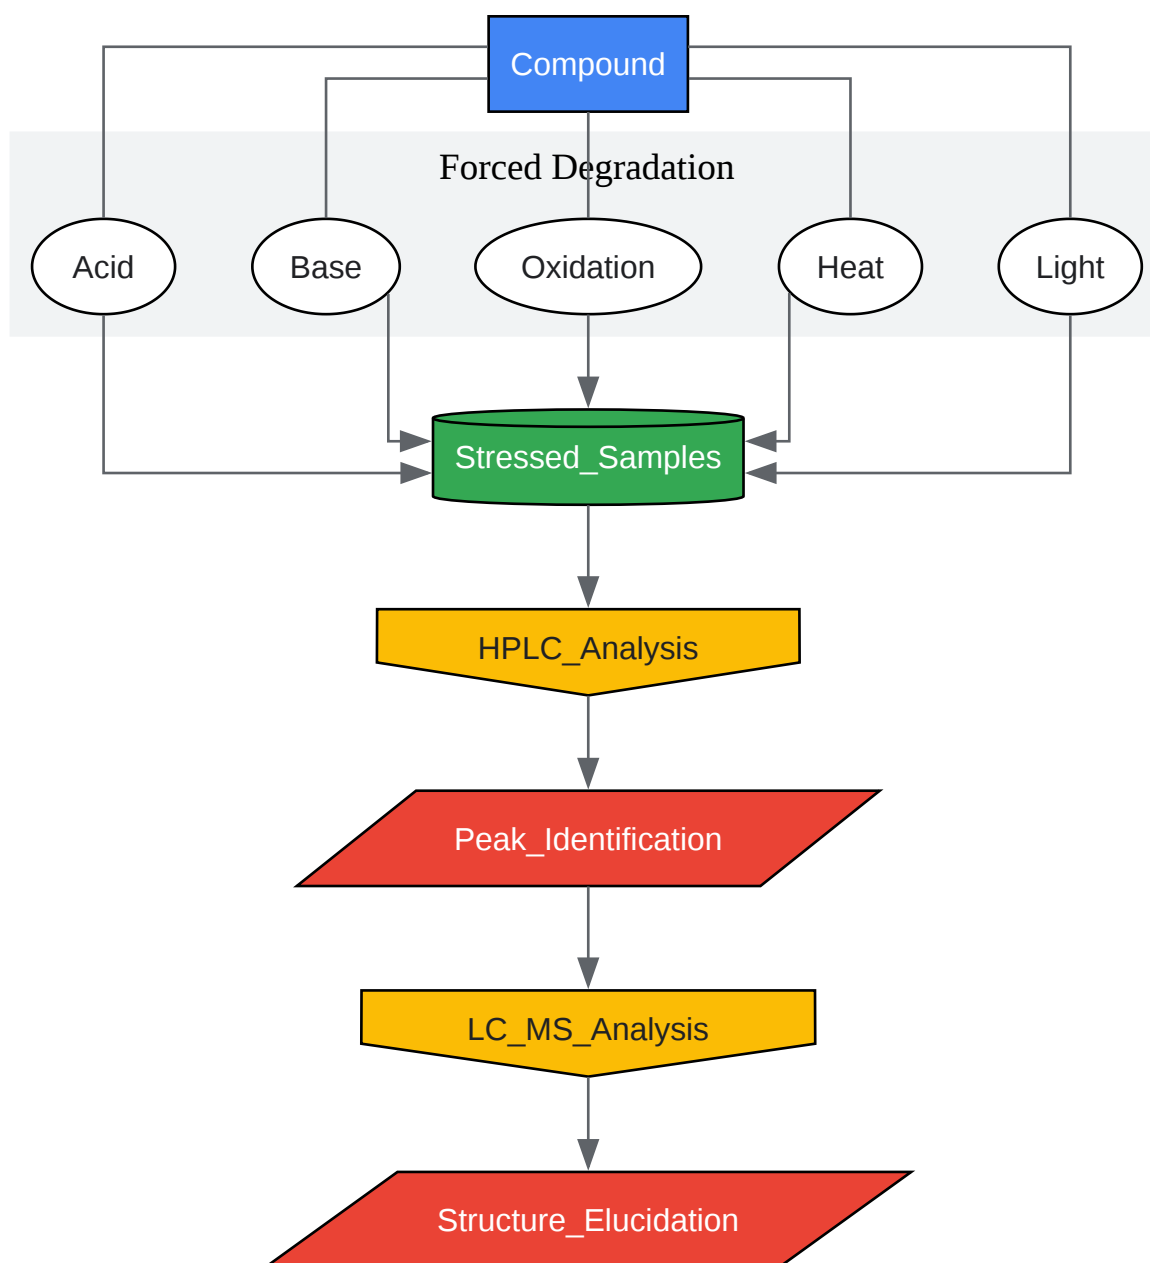 Compound
Forced Degradation
Acid
Base
Oxidation
Heat
Light
Stressed_Samples
HPLC_Analysis
Peak_Identification
LC_MS_Analysis
Structure_Elucidation